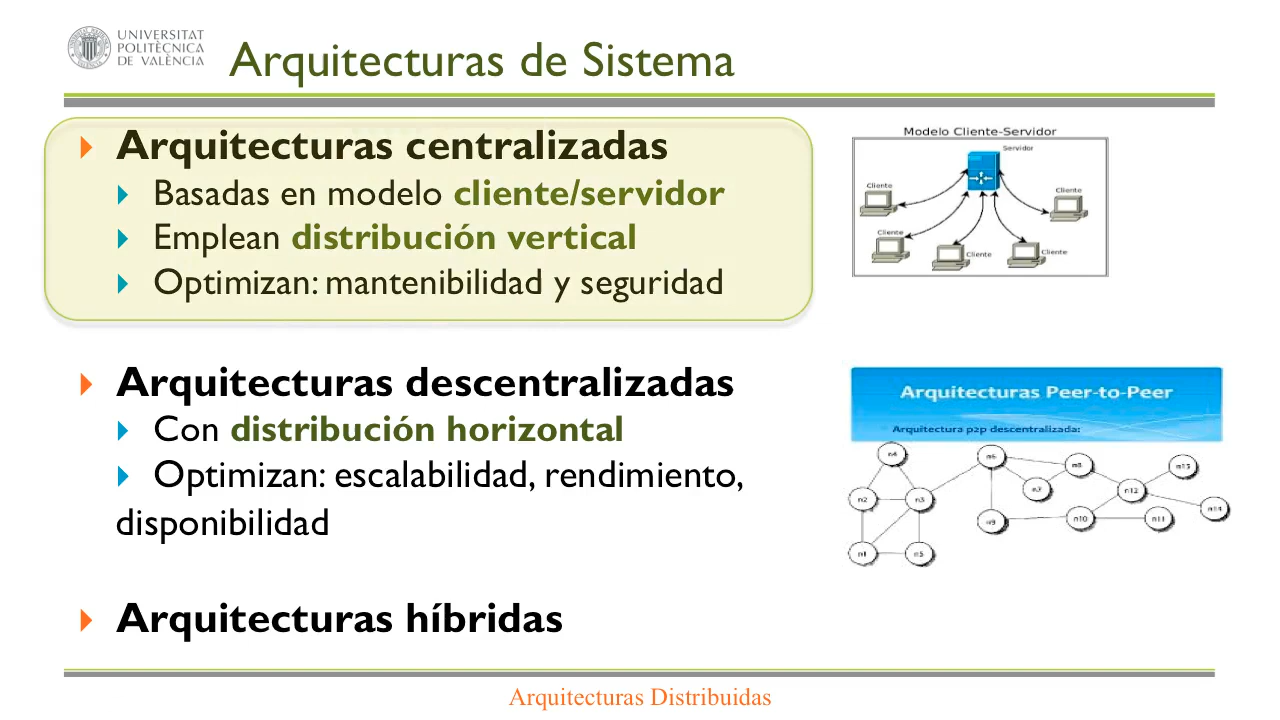 UNIVERSITAT
POLITÈCNICA
DE VALÈNCIA
Arquitecturas de Sistema
Arquitecturas centralizadas
Basadas en modelo cliente/servidor
Emplean distribución vertical
Optimizan: mantenibilidad y seguridad
Modelo Cliente-Servidor
Servidor
Cliente
Cliente
Cliente
Cliente
Cliente
Arquitecturas descentralizadas
Con distribución horizontal
Optimizan: escalabilidad, rendimiento,
disponibilidad
Arquitecturas Peer-to-Peer
Arquitectura p2p descentralizada:
n4
n6
n8
n13
n2
n3
n7
n12
n14
n9
n10
n11
n1
n5
Arquitecturas híbridas
Arquitecturas Distribuidas